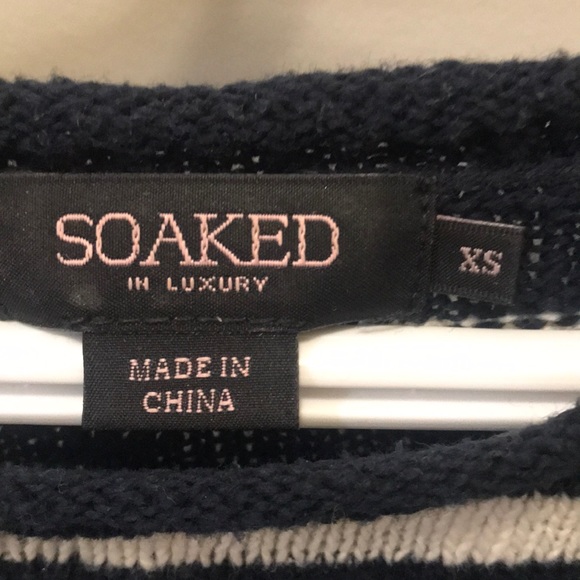 SOAKED
IN LUXURY
XS
MADE IN
CHINA